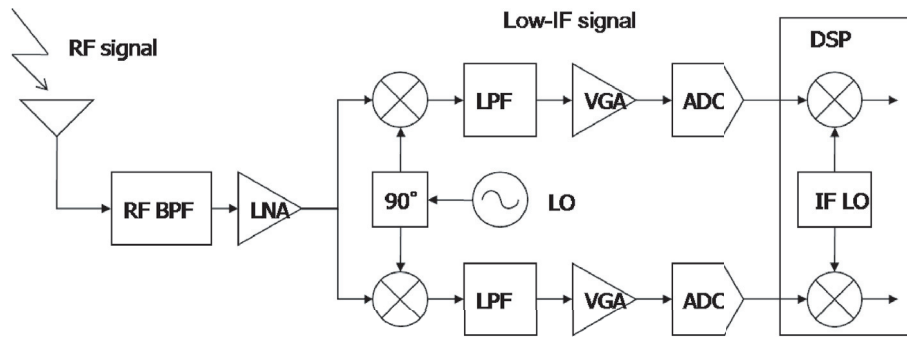 Low-IF signal
RF signal
DSP
LPF
VGA
ADC
RF BPF
LNA
90°
LO
IF LO
LPF
VGA
ADC